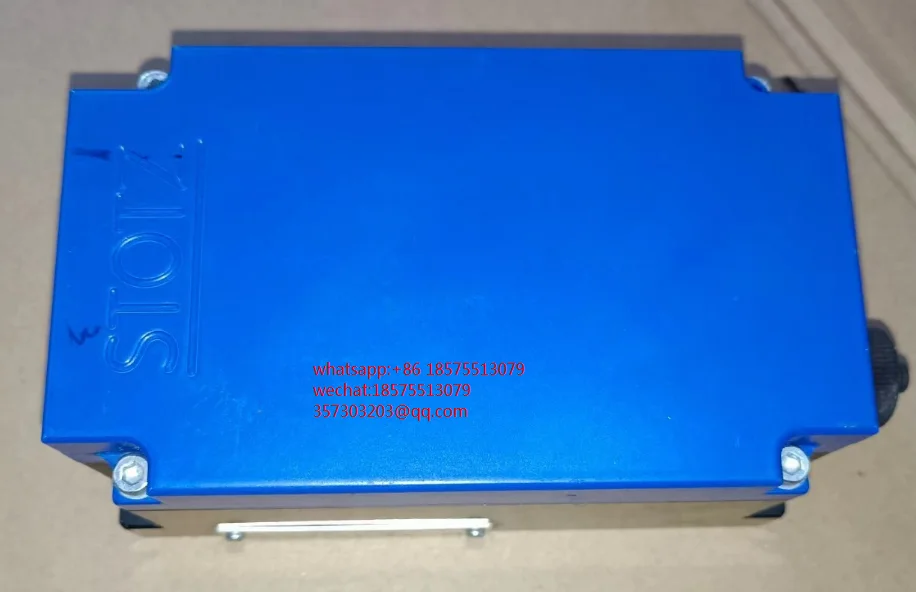 STOTZ
whatsapp:+86 18575513079
wechat:18575513079
357303203@qq.com